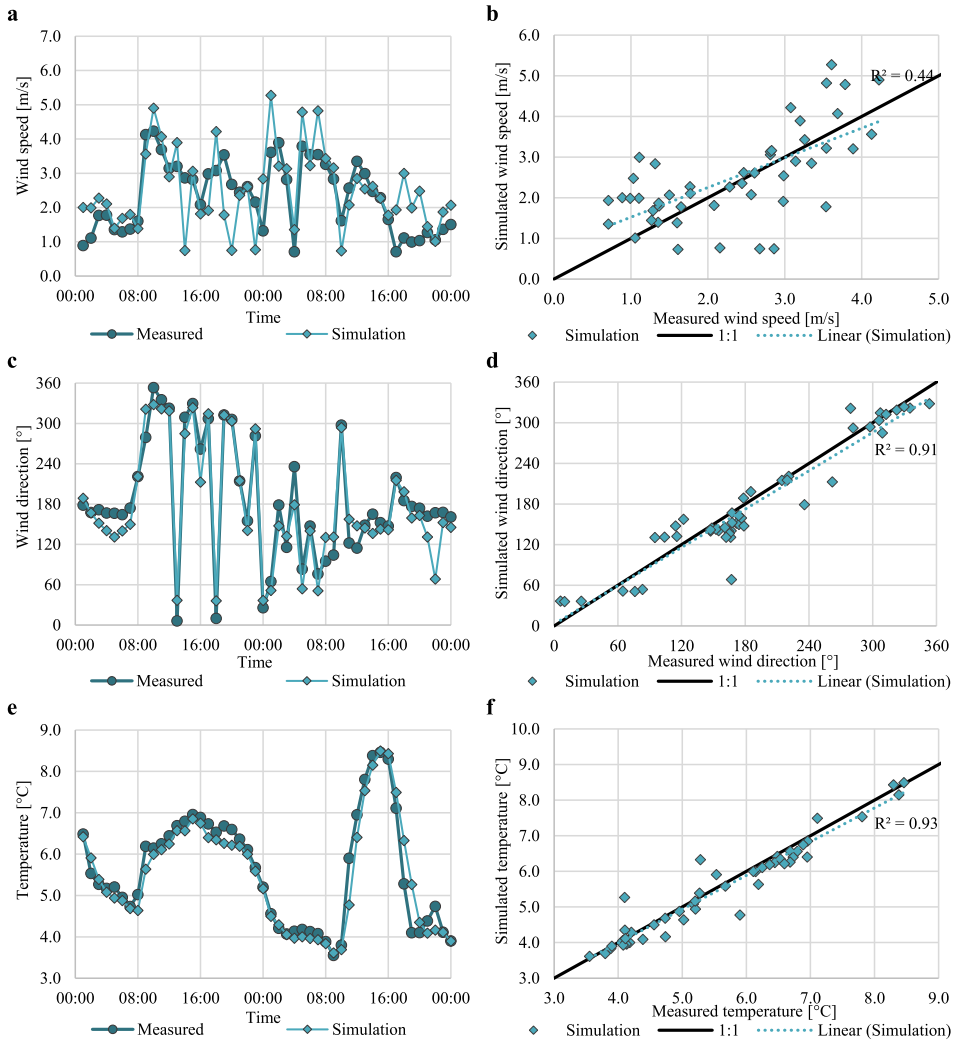 a
7.0
6.0
5.0
4.0
3.0
2.0
1.0
0.0
Wind speed [m/s]
00:00 08:00 16:00 00:00 08:00 16:00 00:00
Time
Measured Simulation
b
6.0
5.0
4.0
3.0
2.0
1.0
0.0
Simulated wind speed [m/s]
R² = 0.44
0.0 1.0 2.0 3.0 4.0 5.0
Measured wind speed [m/s]
Simulation 1:1 Linear (Simulation)
c
360
300
240
180
120
60
0
Wind direction [°]
00:00 08:00 16:00 00:00 08:00 16:00 00:00
Time
Measured Simulation
d
360
300
240
180
120
60
0
Simulated wind direction [°]
R² = 0.91
0 60 120 180 240 300 360
Measured wind direction [°]
Simulation 1:1 Linear (Simulation)
e
9.0
8.0
7.0
6.0
5.0
4.0
3.0
Temperature [°C]
00:00 08:00 16:00 00:00 08:00 16:00 00:00
Time
Measured Simulation
f
10.0
9.0
8.0
7.0
6.0
5.0
4.0
3.0
Simulated temperature [°C]
R² = 0.93
3.0 4.0 5.0 6.0 7.0 8.0 9.0
Measured temperature [°C]
Simulation 1:1 Linear (Simulation)